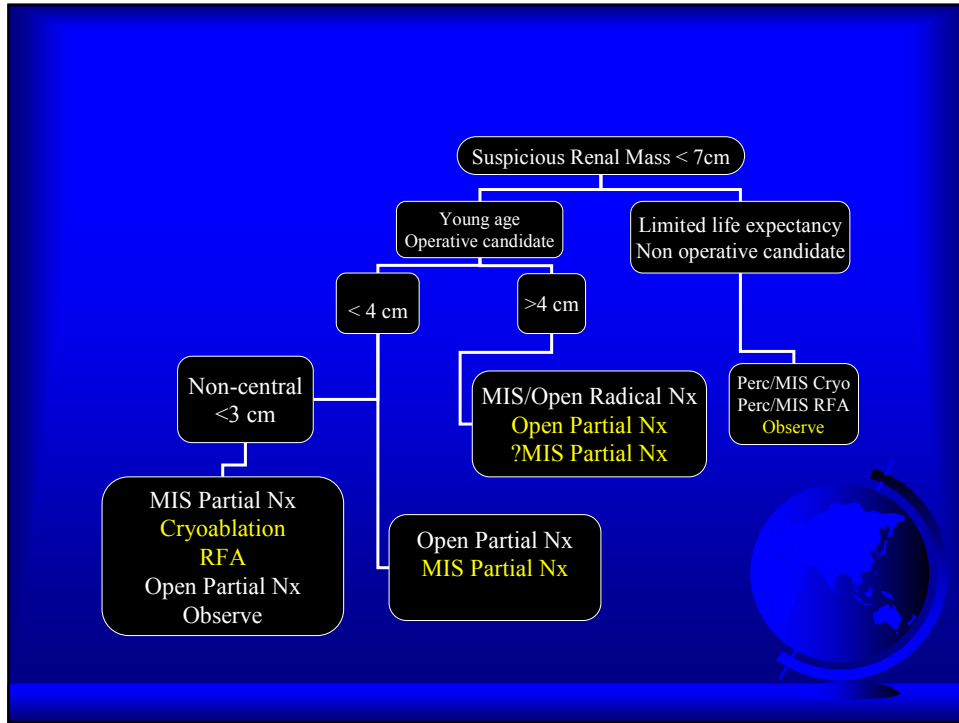 Suspicious Renal Mass < 7cm
Young age
Operative candidate
Limited life expectancy
Non operative candidate
< 4 cm
>4 cm
Non-central
<3 cm
MIS/Open Radical Nx
Open Partial Nx
?MIS Partial Nx
Perc/MIS Cryo
Perc/MIS RFA
Observe
MIS Partial Nx
Cryoablation
RFA
Open Partial Nx
Observe
Open Partial Nx
MIS Partial Nx